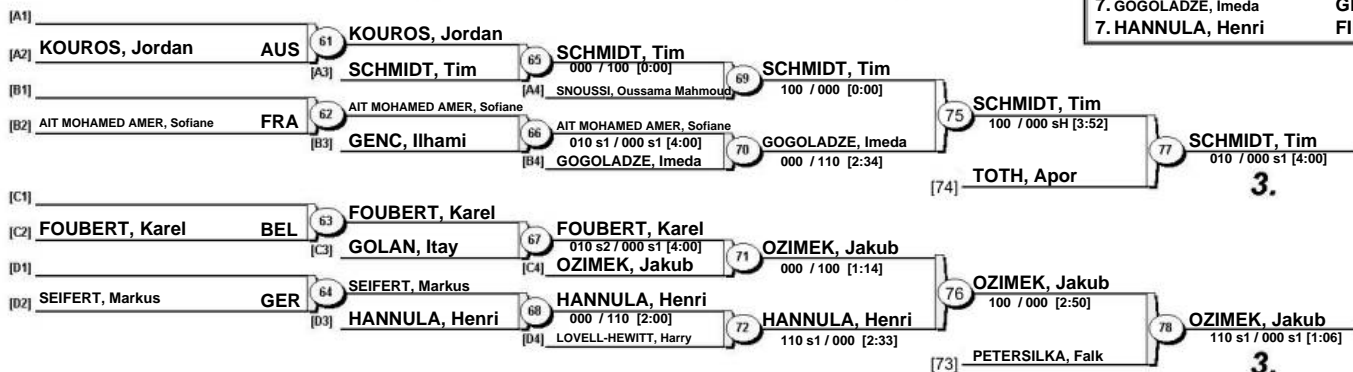 7. GOGOLADZE, Imeda
7. HANNULA, Henri FI
[A1]
[A2] KOUROS, Jordan AUS
61
KOUROS, Jordan
[A3] SCHMIDT, Tim
65
SCHMIDT, Tim
000 / 100 [0:00]
[A4] SNOUSSI, Oussama Mahmoud
69
SCHMIDT, Tim
100 / 000 [0:00]
[B1]
[B2] AIT MOHAMED AMER, Sofiane FRA
62
AIT MOHAMED AMER, Sofiane
[B3] GENC, Ilhami
66
AIT MOHAMED AMER, Sofiane
010 s1 / 000 s1 [4:00]
[B4] GOGOLADZE, Imeda
70
GOGOLADZE, Imeda
000 / 110 [2:34]
75
SCHMIDT, Tim
100 / 000 sH [3:52]
[74] TOTH, Apor
77
SCHMIDT, Tim
010 / 000 s1 [4:00]
3.
[C1]
[C2] FOUBERT, Karel BEL
63
FOUBERT, Karel
[C3] GOLAN, Itay
67
FOUBERT, Karel
010 s2 / 000 s1 [4:00]
[C4] OZIMEK, Jakub
71
OZIMEK, Jakub
000 / 100 [1:14]
[D1]
[D2] SEIFERT, Markus GER
64
SEIFERT, Markus
[D3] HANNULA, Henri
68
HANNULA, Henri
000 / 110 [2:00]
[D4] LOVELL-HEWITT, Harry
72
HANNULA, Henri
110 s1 / 000 [2:33]
76
OZIMEK, Jakub
100 / 000 [2:50]
[73] PETERSILKA, Falk
78
OZIMEK, Jakub
110 s1 / 000 s1 [1:06]
3.